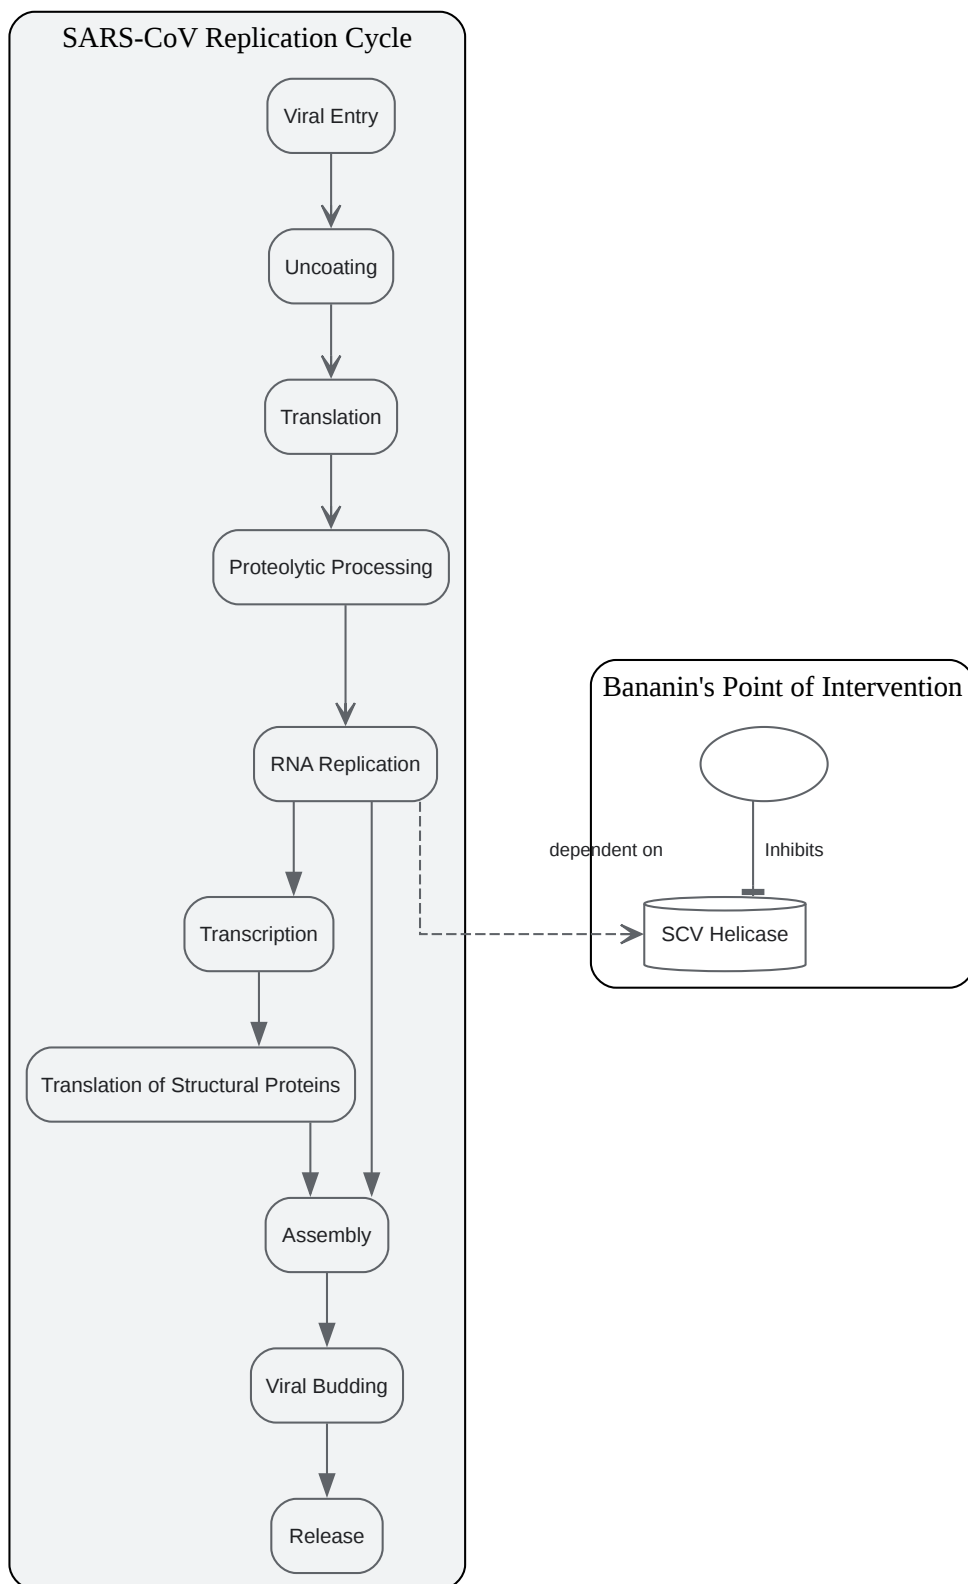 SARS-CoV Replication Cycle
Viral Entry
Uncoating
Translation
Proteolytic Processing
Bananin's Point of Intervention
RNA Replication
dependent on
Inhibits
Transcription
SCV Helicase
Translation of Structural Proteins
Assembly
Viral Budding
Release